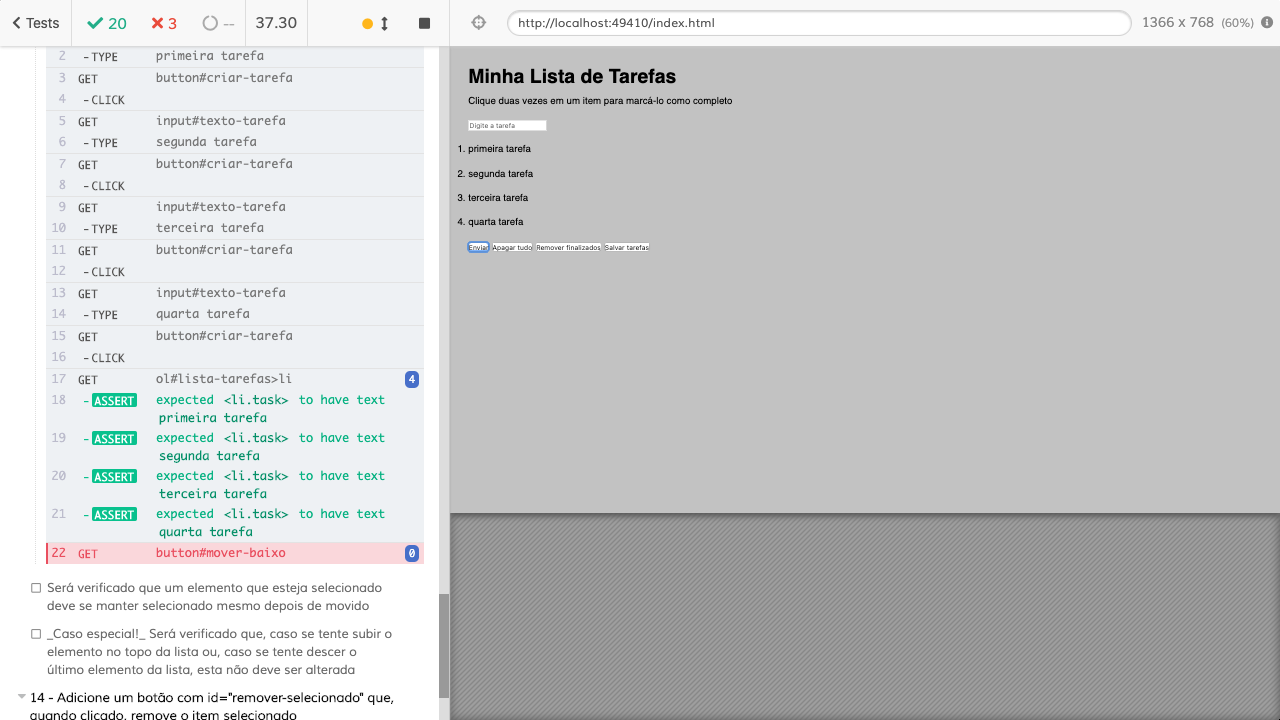 Tests 20 3 -- 37.30
http://localhost:49410/index.html 1366 x 768 (60%)
2 -TYPE primeira tarefa
3 GET button#criar-tarefa
4 -CLICK
5 GET input#texto-tarefa
6 -TYPE segunda tarefa
7 GET button#criar-tarefa
8 -CLICK
9 GET input#texto-tarefa
10 -TYPE terceira tarefa
11 GET button#criar-tarefa
12 -CLICK
13 GET input#texto-tarefa
14 -TYPE quarta tarefa
15 GET button#criar-tarefa
16 -CLICK
17 GET ol#lista-tarefas>li 4
18 -ASSERT expected <li.task> to have text
primeira tarefa
19 -ASSERT expected <li.task> to have text
segunda tarefa
20 -ASSERT expected <li.task> to have text
terceira tarefa
21 -ASSERT expected <li.task> to have text
quarta tarefa
22 GET button#mover-baixo 0
Será verificado que um elemento que esteja selecionado
deve se manter selecionado mesmo depois de movido
_Caso especial!_ Será verificado que, caso se tente subir o
elemento no topo da lista ou, caso se tente descer o
último elemento da lista, esta não deve ser alterada
14 - Adicione um botão com id="remover-selecionado" que,
quando clicado, remove o item selecionado
Minha Lista de Tarefas
Clique duas vezes em um item para marcá-lo como completo
Digite a tarefa
1. primeira tarefa
2. segunda tarefa
3. terceira tarefa
4. quarta tarefa
Enviar Apagar tudo Remover finalizados Salvar tarefas